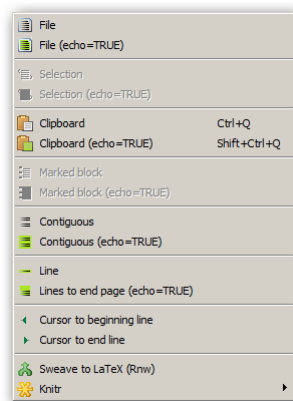 File
File (echo=TRUE)
Selection
Selection (echo=TRUE)
Clipboard Ctrl+Q
Clipboard (echo=TRUE) Shift+Ctrl+Q
Marked block
Marked block (echo=TRUE)
Contiguous
Contiguous (echo=TRUE)
Line
Lines to end page (echo=TRUE)
Cursor to beginning line
Cursor to end line
Sweave to LaTeX (Rnw)
Knitr